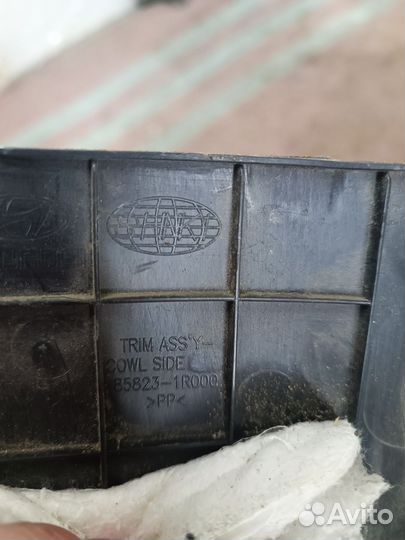 TRIM ASS'Y-
COWL SIDE
85823-1R000
>PP<
Avito